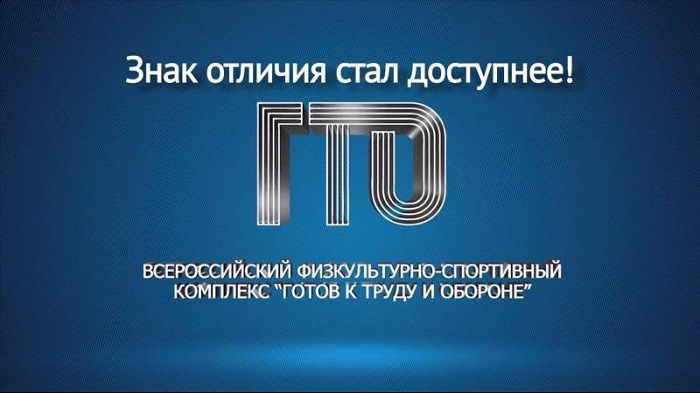 Знак отличия стал доступнее!
ГТО
ВСЕРОССИЙСКИЙ ФИЗКУЛЬТУРНО-СПОРТИВНЫЙ
КОМПЛЕКС “ГОТОВ К ТРУДУ И ОБОРОНЕ”